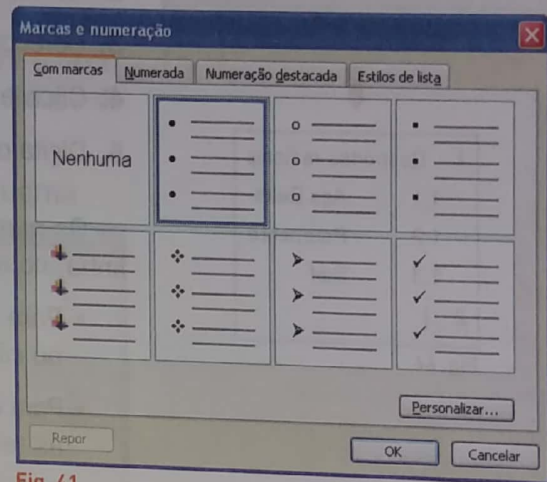 Marcas e numeração
Com marcas Numerada Numeração destacada Estilos de lista
Nenhuma
Personalizar...
Repor
OK Cancelar